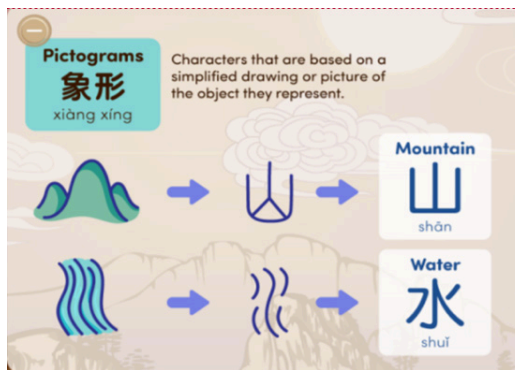 Pictograms
象形
xiàng xíng
Characters that are based on a
simplified drawing or picture of
the object they represent.
Mountain
山
shān
Water
水
shuǐ